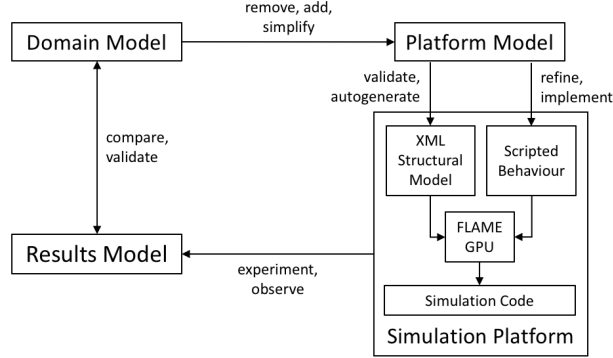 remove, add,
simplify
Domain Model
Platform Model
validate,
autogenerate
refine,
implement
compare,
validate
XML
Structural
Model
Scripted
Behaviour
FLAME
GPU
Results Model
experiment,
observe
Simulation Code
Simulation Platform